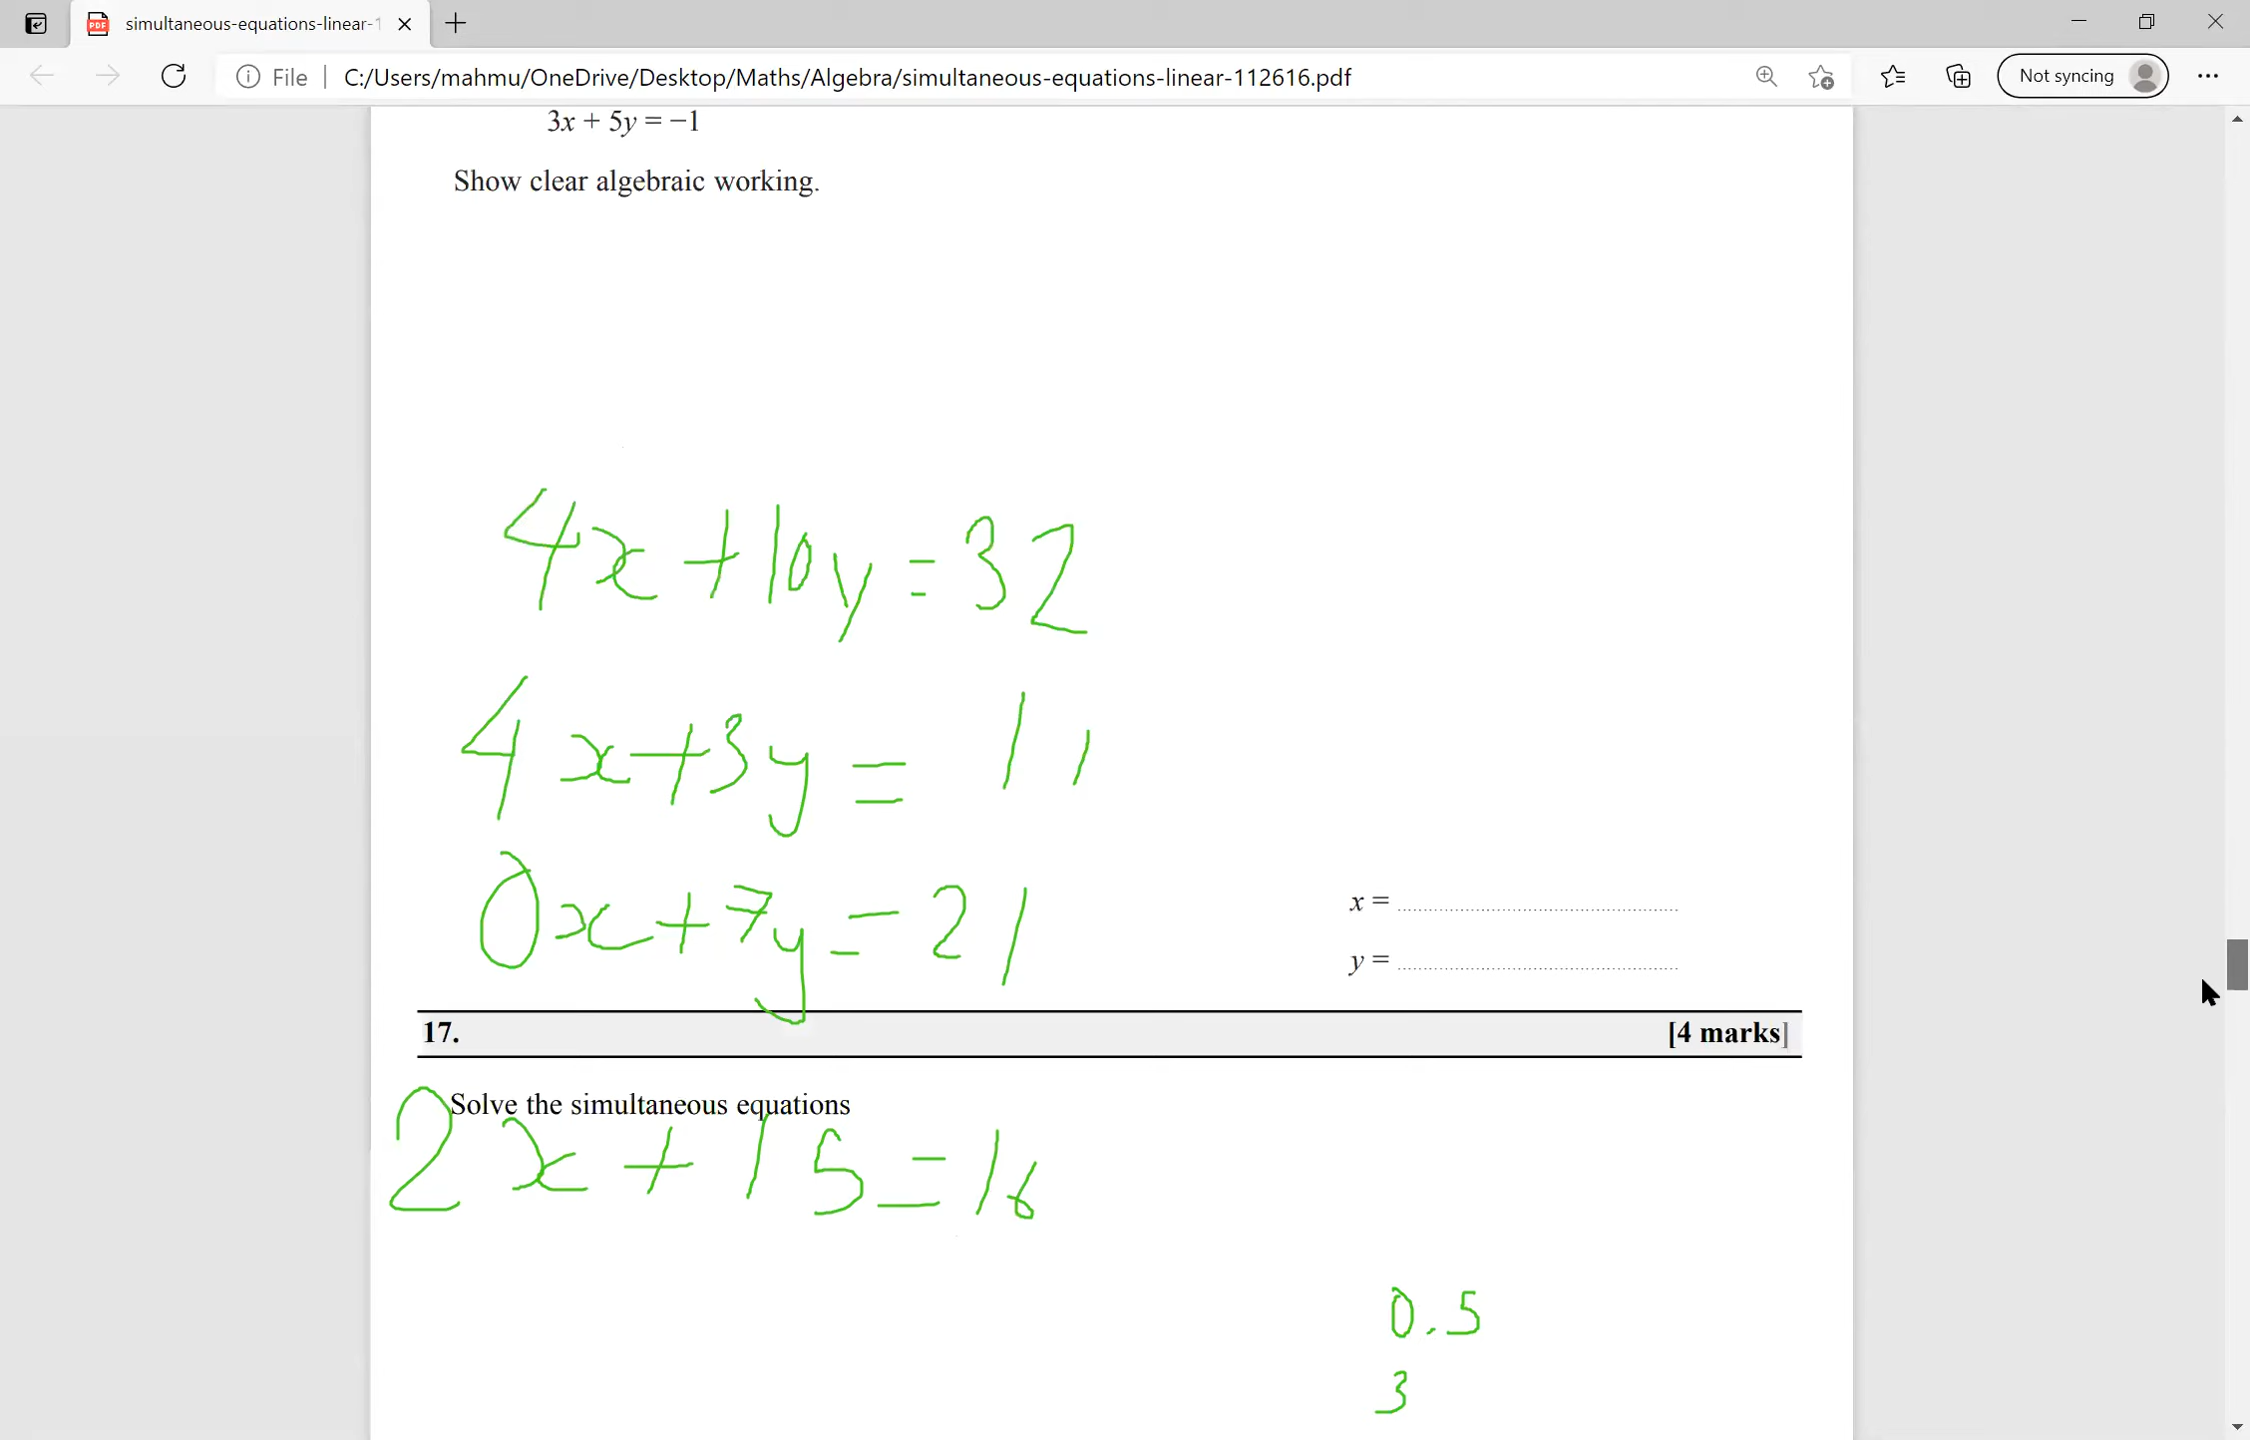 simultaneous-equations-linear-1
File C:/Users/mahmu/OneDrive/Desktop/Maths/Algebra/simultaneous-equations-linear-112616.pdf Not syncing
3x + 5y = −1
Show clear algebraic working.
4x + 10y = 32
4x + 3y = 11
0x + 7y = 21
x = ........................................
y = ........................................
17. [4 marks]
Solve the simultaneous equations
2x + 15 = 16
0.5
3